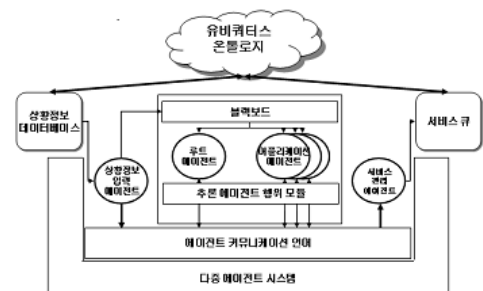 유비쿼터스
온톨로지
상황정보
데이터베이스
블랙보드
서비스 큐
루트
에이전트
어플리케이션
에이전트
상황정보
입력
에이전트
서비스
관리
에이전트
추론 에이전트 행위 모듈
에이전트 커뮤니케이션 언어
다중 에이전트 시스템